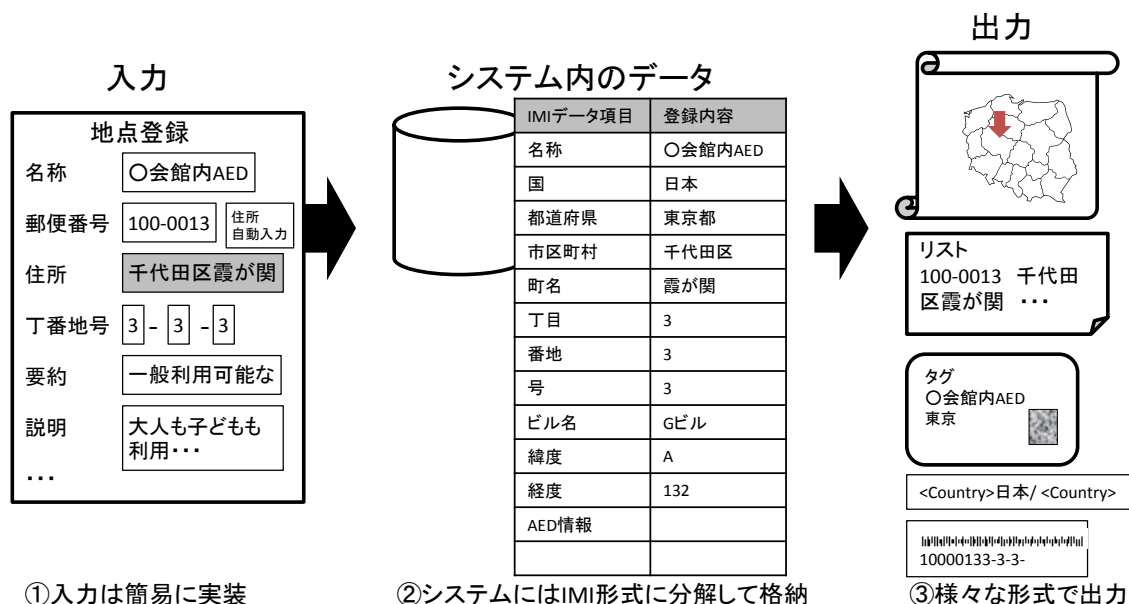 入力
地点登録
名称 〇会館内AED
郵便番号 100-0013 住所
自動入力
住所 千代田区霞が関
丁番地号 3 - 3 - 3
要約 一般利用可能な
説明 大人も子どもも
利用・・・
・・・
①入力は簡易に実装
システム内のデータ
IMIデータ項目 登録内容
名称 〇会館内AED
国 日本
都道府県 東京都
市区町村 千代田区
町名 霞が関
丁目 3
番地 3
号 3
ビル名 Gビル
緯度 A
経度 132
AED情報
②システムにはIMI形式に分解して格納
出力
リスト
100-0013 千代田
区霞が関 ・・・
タグ
〇会館内AED
東京
<Country>日本/ <Country>
10000133-3-3-
③様々な形式で出力